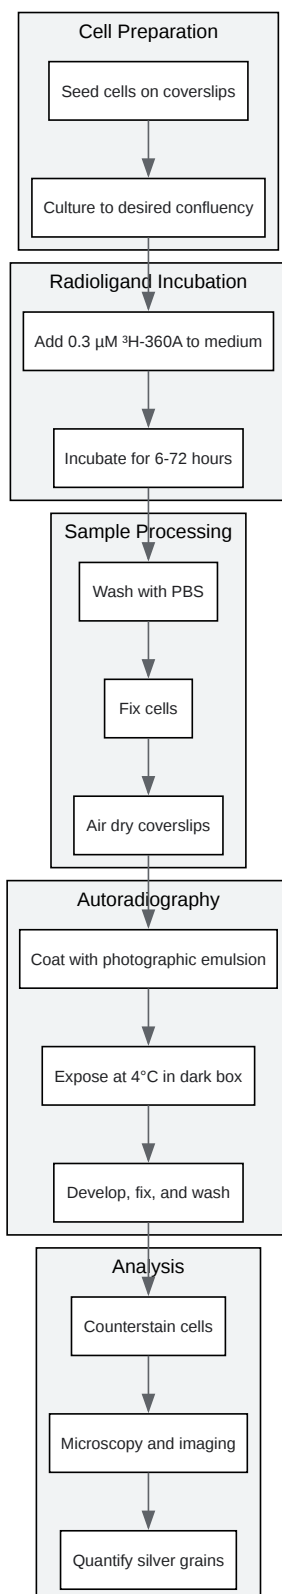 Cell Preparation
Seed cells on coverslips
Culture to desired confluency
Radioligand Incubation
Add 0.3 µM ³H-360A to medium
Incubate for 6-72 hours
Sample Processing
Wash with PBS
Fix cells
Air dry coverslips
Autoradiography
Coat with photographic emulsion
Expose at 4°C in dark box
Develop, fix, and wash
Analysis
Counterstain cells
Microscopy and imaging
Quantify silver grains